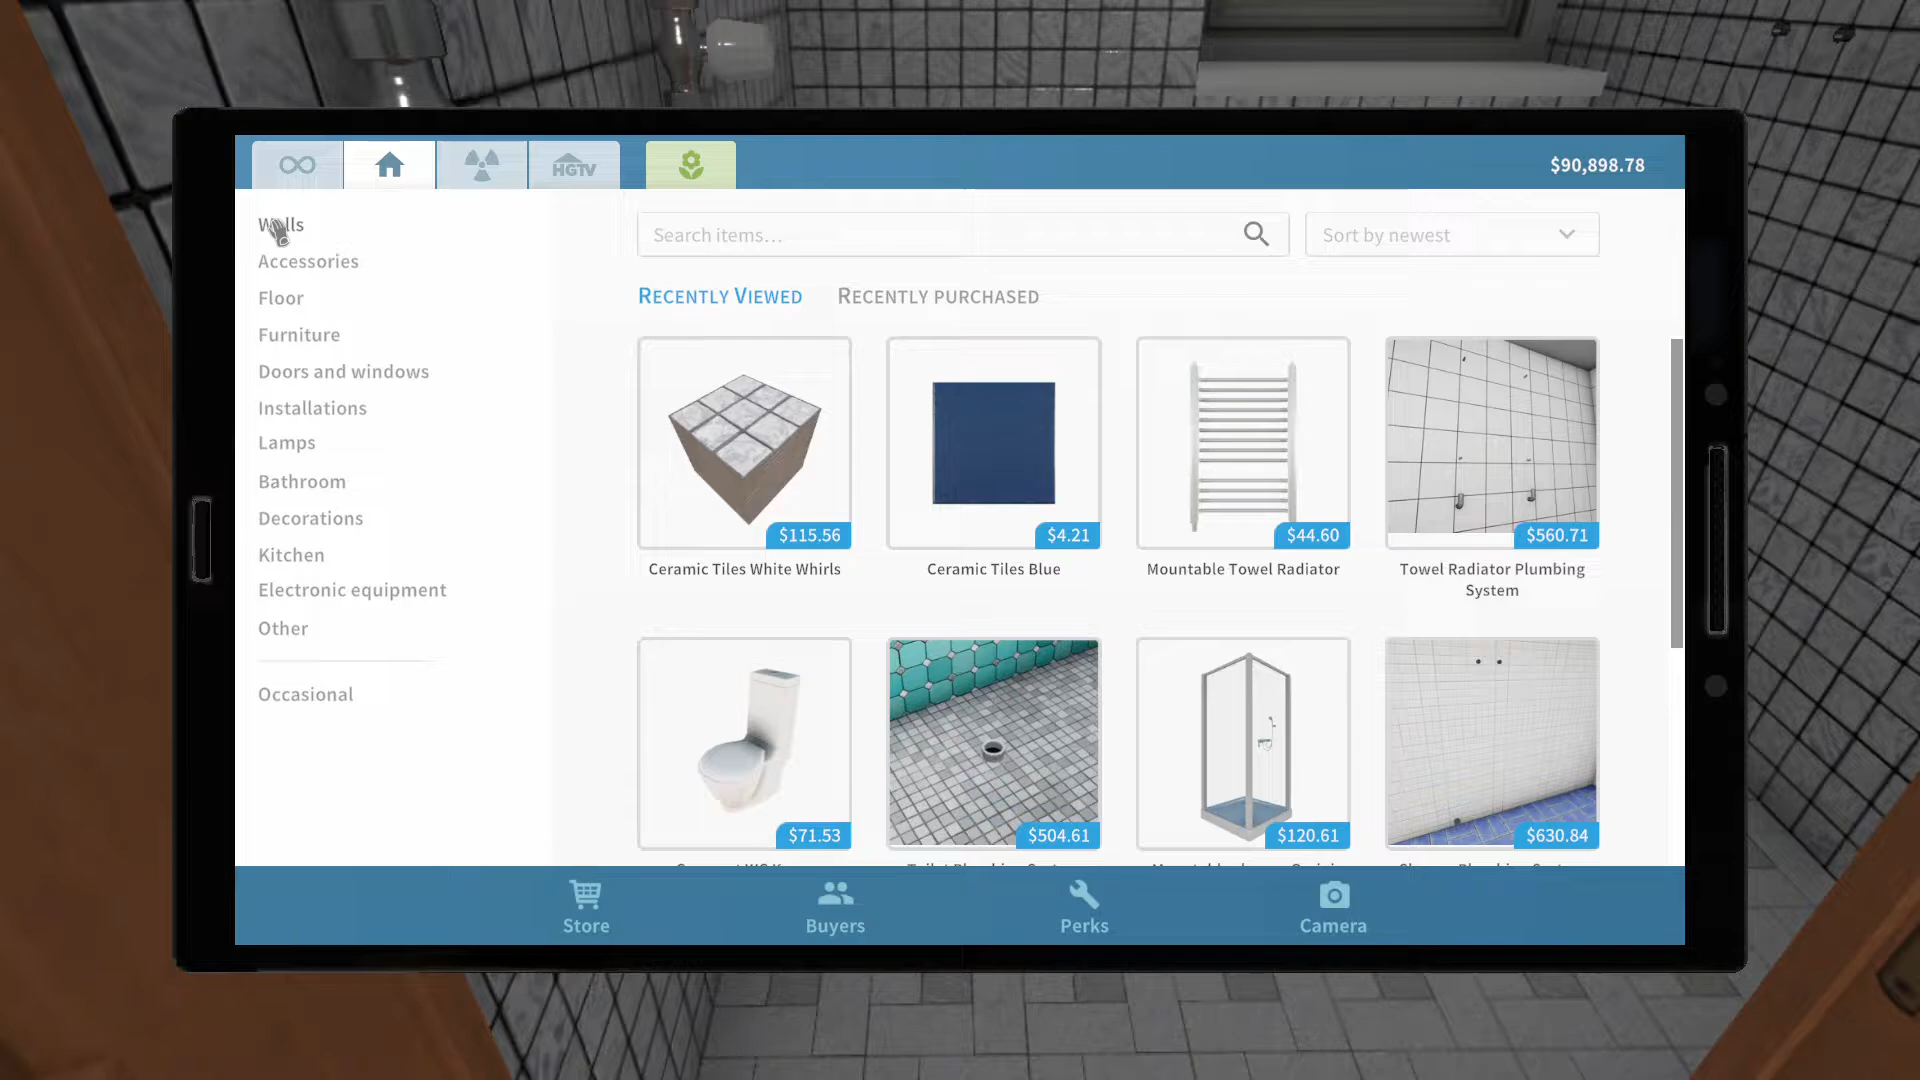 HGTV
$90,898.78
Walls
Accessories
Floor
Furniture
Doors and windows
Installations
Lamps
Bathroom
Decorations
Kitchen
Electronic equipment
Other
Occasional
Search items...
Sort by newest
RECENTLY VIEWED
RECENTLY PURCHASED
$115.56
$4.21
$44.60
$560.71
Ceramic Tiles White Whirls
Ceramic Tiles Blue
Mountable Towel Radiator
Towel Radiator Plumbing
System
$71.53
$504.61
$120.61
$630.84
Store
Buyers
Perks
Camera